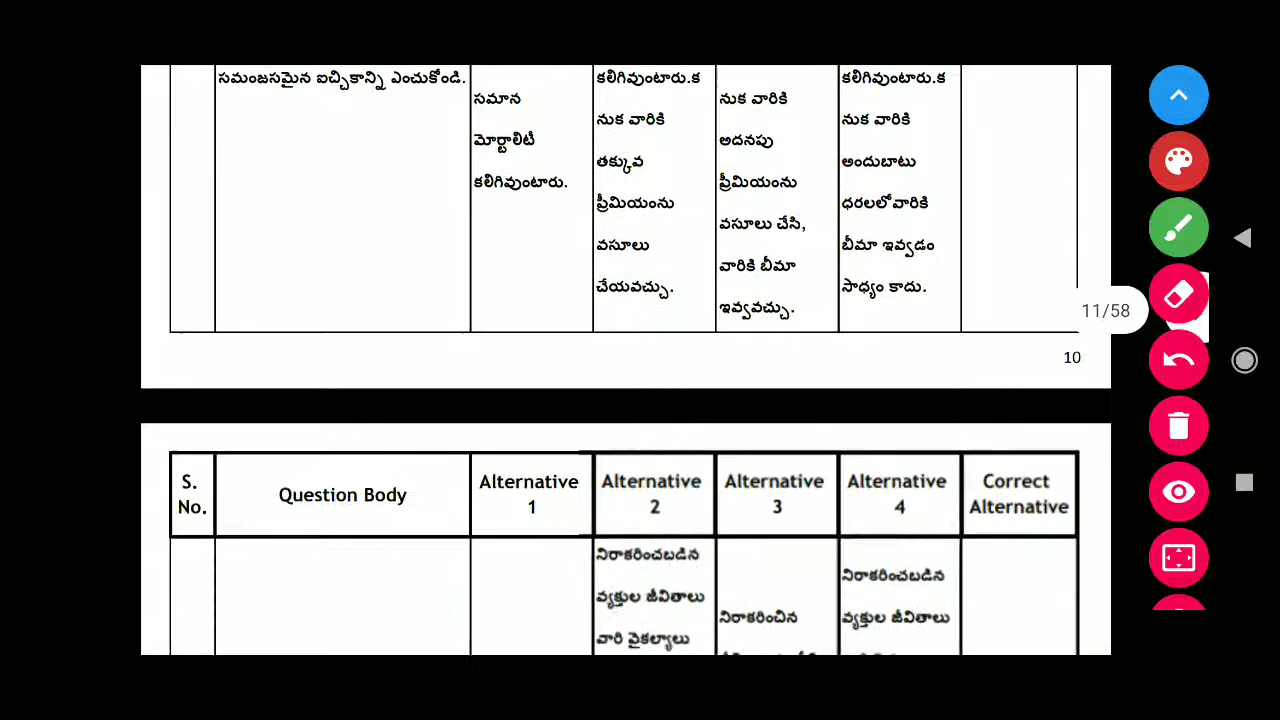 సమంజసమైన ఐచ్చికాన్ని ఎంచుకోండి.
సమాన
మోర్టాలిటీ
కలిగివుంటారు.
కలిగివుంటారు.క
నుక వారికి
తక్కువ
ప్రీమియంను
వసూలు
చేయవచ్చు.
నుక వారికి
అదనపు
ప్రీమియంను
వసూలు చేసి,
వారికి బీమా
ఇవ్వవచ్చు.
కలిగివుంటారు.క
నుక వారికి
అందుబాటు
ధరలలోవారికి
బీమా ఇవ్వడం
సాధ్యం కాదు.
11/58
10
S.
No.
Question Body
Alternative
1
Alternative
2
Alternative
3
Alternative
4
Correct
Alternative
నిరాకరించబడిన
వ్యక్తుల జీవితాలు
వారి వైకల్యాలు
నిరాకరించిన
నిరాకరించబడిన
వ్యక్తుల జీవితాలు